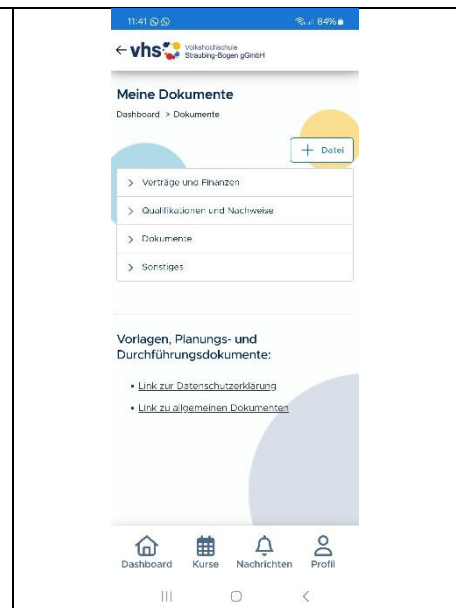 11:41 84%
vhs Volkshochschule
Straubing-Bogen gGmbH
Meine Dokumente
Dashboard > Dokumente
+ Datei
> Verträge und Finanzen
> Qualifikationen und Nachweise
> Dokumente
> Sonstiges
Vorlagen, Planungs- und
Durchführungsdokumente:
• Link zur Datenschutzerklärung
• Link zu allgemeinen Dokumenten
Dashboard Kurse Nachrichten Profil